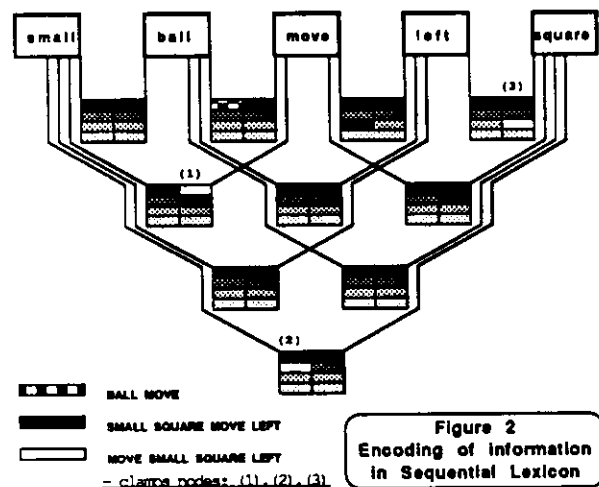 small ball move left square
(3)
(1)
(2)
BALL MOVE
SMALL SQUARE MOVE LEFT
MOVE SMALL SQUARE LEFT
- clamps nodes: (1),(2),(3)
Figure 2
Encoding of information
in Sequential Lexicon